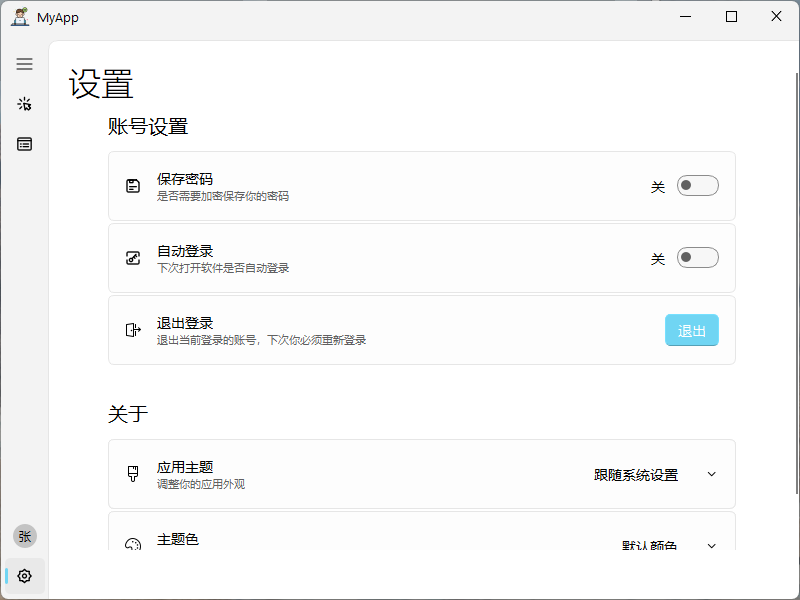 MyApp
设置
账号设置
保存密码
是否需要加密保存你的密码
关
自动登录
下次打开软件是否自动登录
关
退出登录
退出当前登录的账号，下次你必须重新登录
退出
关于
应用主题
调整你的应用外观
跟随系统设置
主题色
默认颜色
张